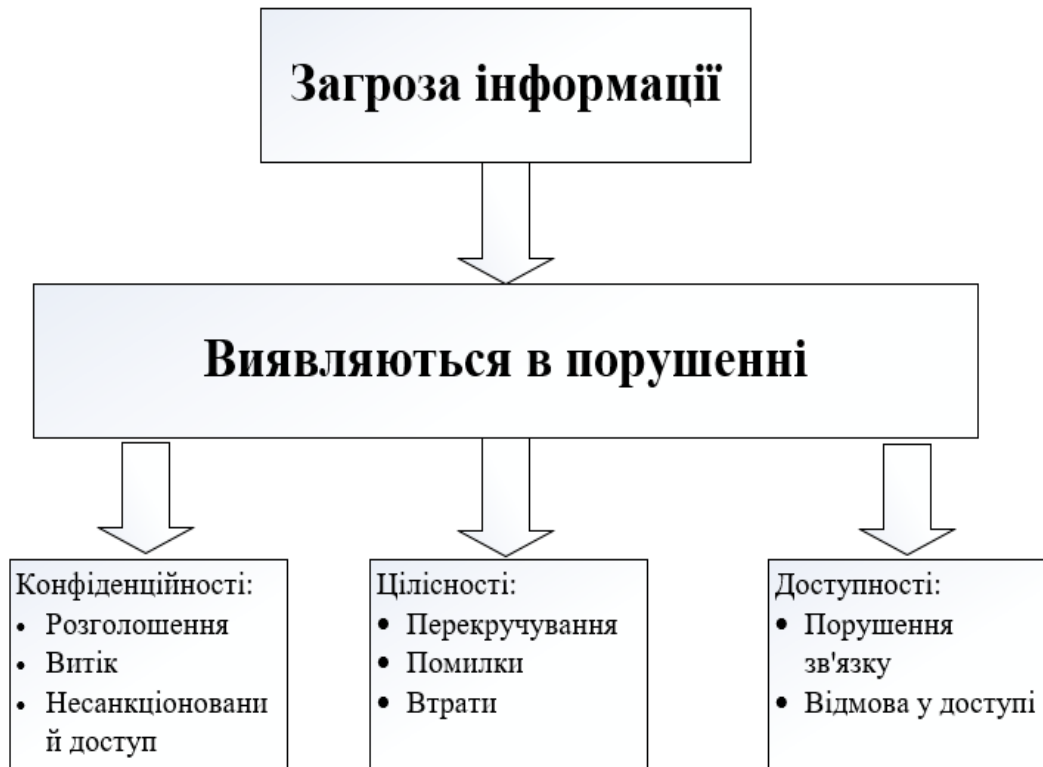 Загроза інформації
Виявляються в порушенні
Конфіденційності:
• Розголошення
• Витік
• Несанкціоновани
й доступ
Цілісності:
• Перекручування
• Помилки
• Втрати
Доступності:
• Порушення
зв'язку
• Відмова у доступі